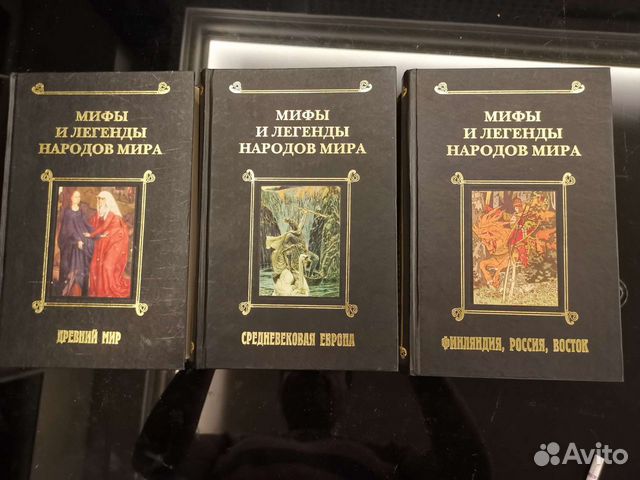 МИФЫ
И ЛЕГЕНДЫ
НАРОДОВ МИРА
ДРЕВНИЙ МИР
МИФЫ
И ЛЕГЕНДЫ
НАРОДОВ МИРА
СРЕДНЕВЕКОВАЯ ЕВРОПА
МИФЫ
И ЛЕГЕНДЫ
НАРОДОВ МИРА
ФИНЛЯНДИЯ, РОССИЯ, ВОСТОК
Avito